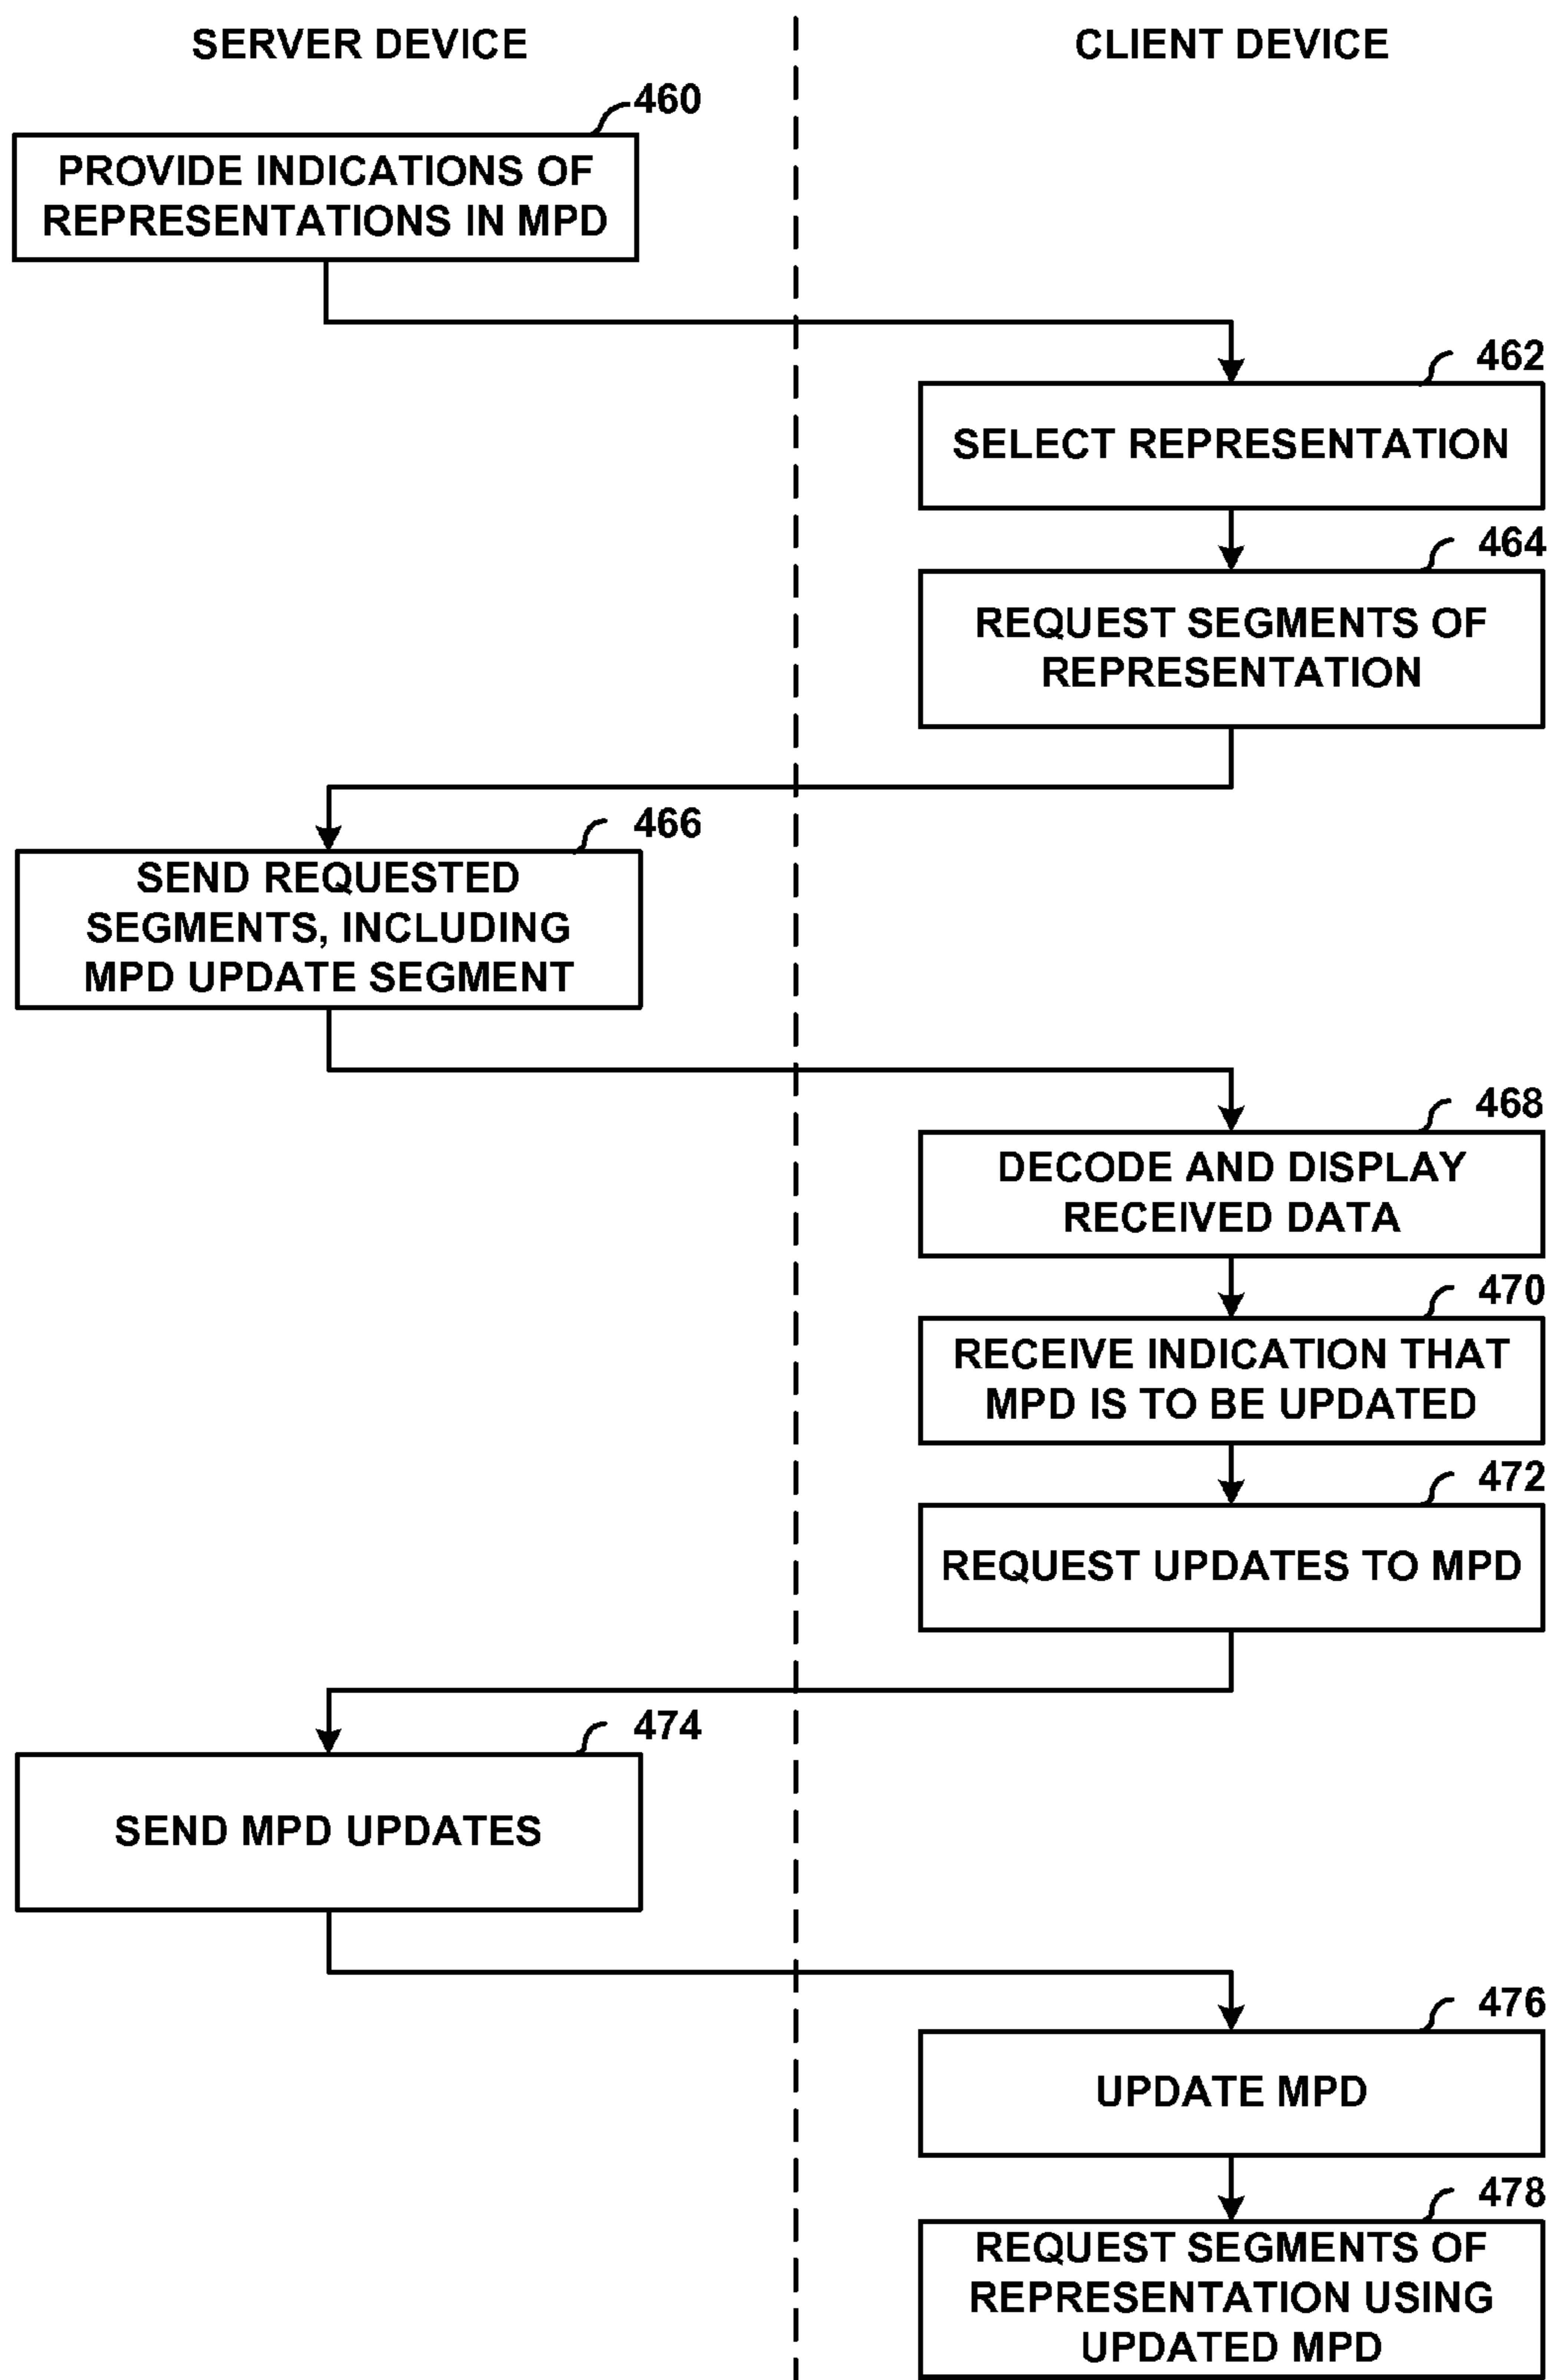 SERVER DEVICE
CLIENT DEVICE
460
PROVIDE INDICATIONS OF
REPRESENTATIONS IN MPD
462
SELECT REPRESENTATION
464
REQUEST SEGMENTS OF
REPRESENTATION
466
SEND REQUESTED
SEGMENTS, INCLUDING
MPD UPDATE SEGMENT
468
DECODE AND DISPLAY
RECEIVED DATA
470
RECEIVE INDICATION THAT
MPD IS TO BE UPDATED
472
REQUEST UPDATES TO MPD
474
SEND MPD UPDATES
476
UPDATE MPD
478
REQUEST SEGMENTS OF
REPRESENTATION USING
UPDATED MPD